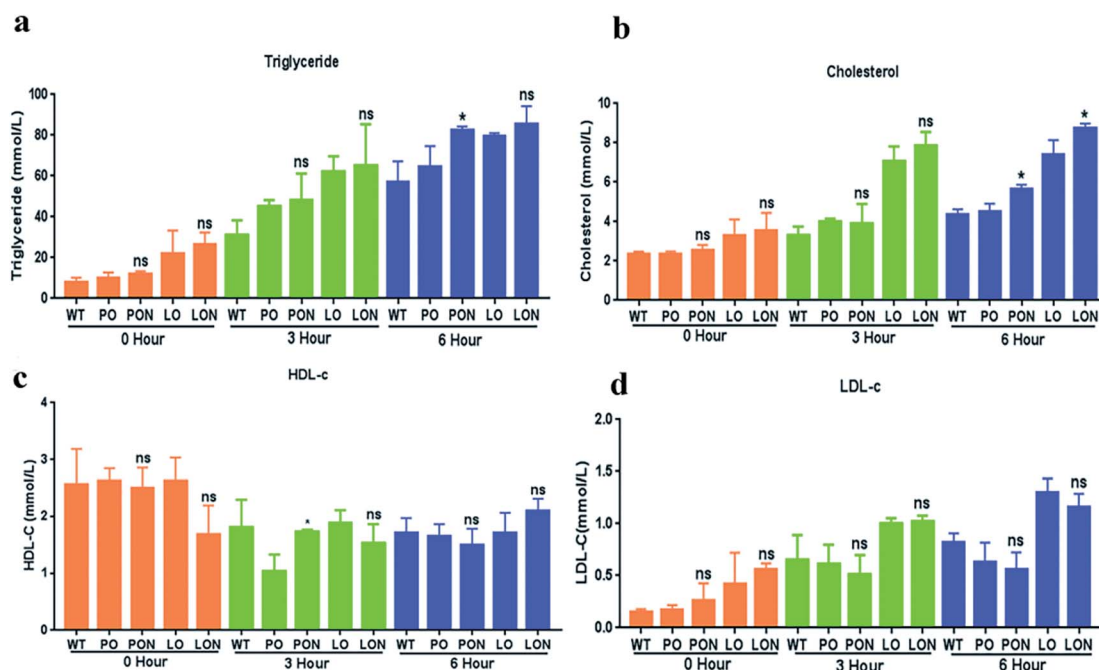 a
Triglyceride
Triglyceride (mmol/L)
100
80
60
40
20
0
ns
ns
ns
ns
*
ns
WT PO PON LO LON WT PO PON LO LON WT PO PON LO LON
0 Hour 3 Hour 6 Hour
b
Cholesterol
Cholesterol (mmol/L)
10
8
6
4
2
0
ns
ns
ns
ns
*
*
WT PO PON LO LON WT PO PON LO LON WT PO PON LO LON
0 Hour 3 Hour 6 Hour
c
HDL-c
HDL-C (mmol/L)
4
3
2
1
0
ns
ns
*
ns
ns
ns
WT PO PON LO LON WT PO PON LO LON WT PO PON LO LON
0 Hour 3 Hour 6 Hour
d
LDL-c
LDL-C(mmol/L)
2.0
1.5
1.0
0.5
0.0
ns
ns
ns
ns
ns
ns
WT PO PON LO LON WT PO PON LO LON WT PO PON LO LON
0 Hour 3 Hour 6 Hour